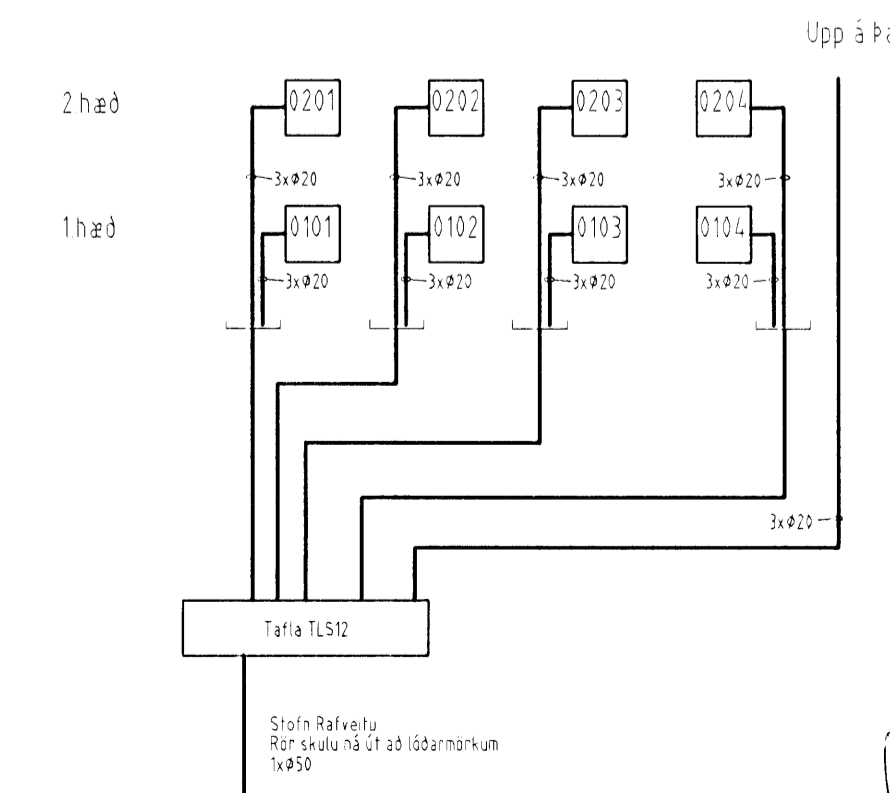 Upp á þa
2.hæð
0201
0202
0203
0204
3xø20
3xø20
3xø20
3xø20
1.hæð
0101
0102
0103
0104
3xø20
3xø20
3xø20
3xø20
3xø20
Tafla TLS12
Stofn Rafveitu
Rör skulu ná út að lóðarmörkum
1xø50